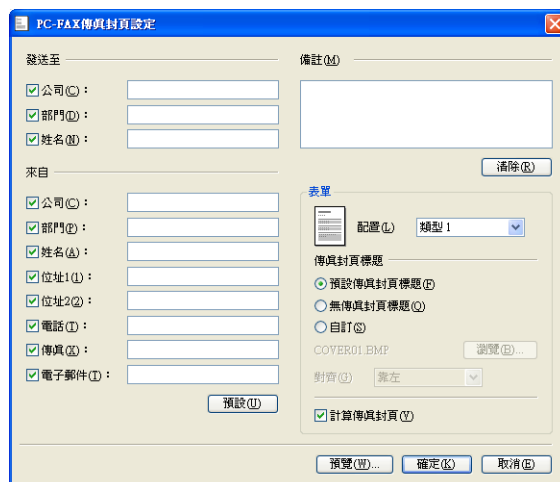 PC-FAX傳真封頁設定
發送至
公司(C)：
部門(D)：
姓名(N)：
來自
公司(C)：
部門(P)：
姓名(A)：
位址1(1)：
位址2(2)：
電話(T)：
傳真(X)：
電子郵件(I)：
預設(U)
備註(M)
清除(R)
表單
配置(L) 類型 1
傳真封頁標題
預設傳真封頁標題(F)
無傳真封頁標題(O)
自訂(S)
COVER01.BMP 瀏覽(B)...
對齊(G) 靠左
計算傳真封頁(Y)
預覽(W)... 確定(K) 取消(E)